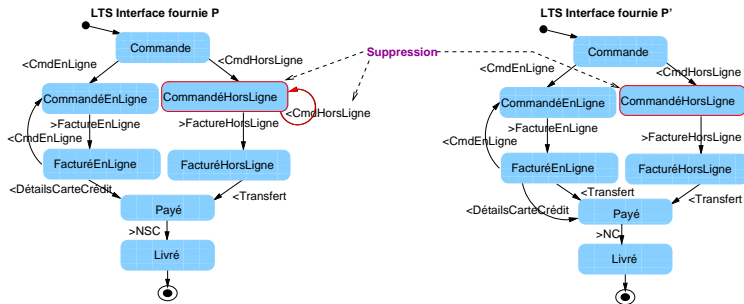 LTS Interface fournie P
LTS Interface fournie P'
Commande
Suppression
Commande
<CmdEnLigne
<CmdHorsLigne
<CmdEnLigne
<CmdHorsLigne
CommandéEnLigne
CommandéHorsLigne
CommandéEnLigne
CommandéHorsLigne
<CmdHorsLigne
>FactureEnLigne
>FactureHorsLigne
>FactureEnLigne
>FactureHorsLigne
<CmdEnLigne
<CmdEnLigne
FacturéEnLigne
FacturéHorsLigne
FacturéEnLigne
FacturéHorsLigne
<DétailsCarteCrédit
<Transfert
<Transfert
<Transfert
<DétailsCarteCrédit
Payé
Payé
>NSC
>NC
Livré
Livré